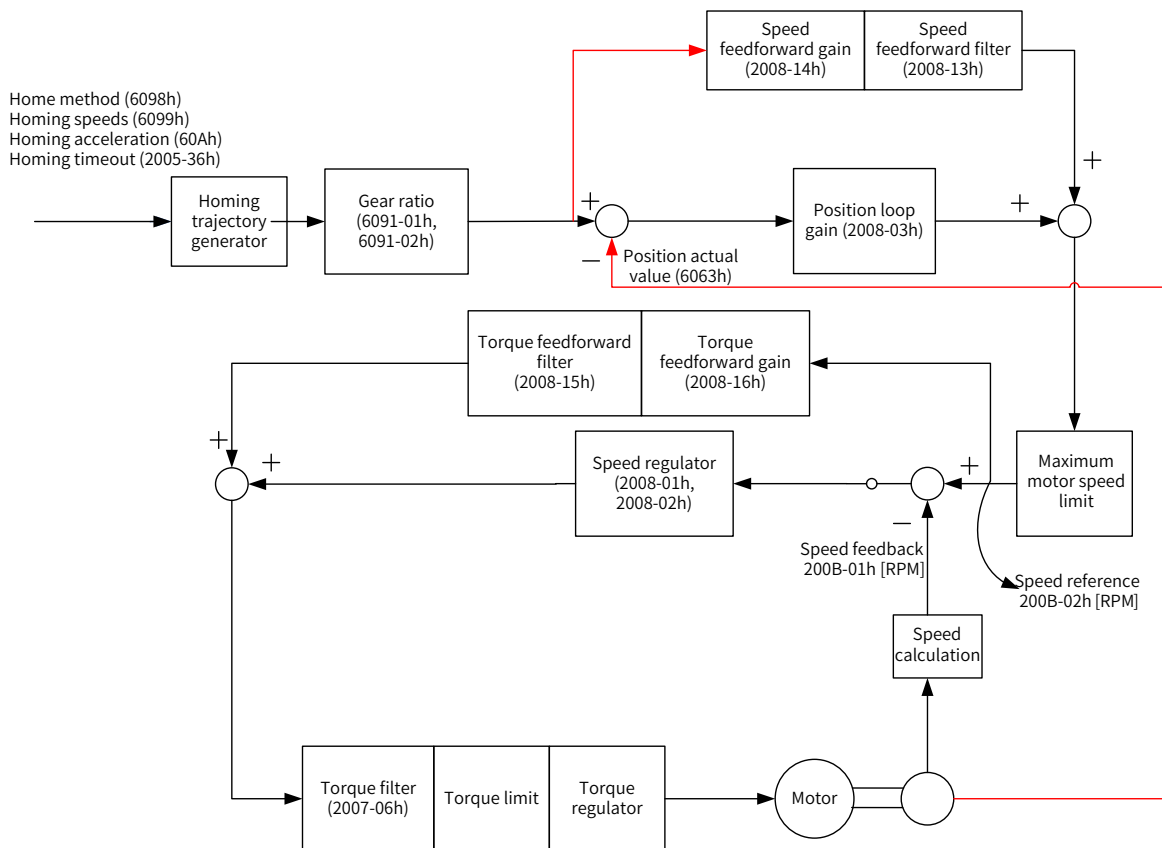 Speed
feedforward gain
(2008-14h)
Speed
feedforward filter
(2008-13h)
Home method (6098h)
Homing speeds (6099h)
Homing acceleration (60Ah)
Homing timeout (2005-36h)
Homing
trajectory
generator
Gear ratio
(6091-01h,
6091-02h)
+
−
Position actual
value (6063h)
Position loop
gain (2008-03h)
+
+
Torque feedforward
filter
(2008-15h)
Torque
feedforward gain
(2008-16h)
+
+
Speed regulator
(2008-01h,
2008-02h)
+
−
Maximum
motor speed
limit
Speed feedback
200B-01h [RPM]
Speed reference
200B-02h [RPM]
Speed
calculation
Torque filter
(2007-06h)
Torque limit
Torque
regulator
Motor